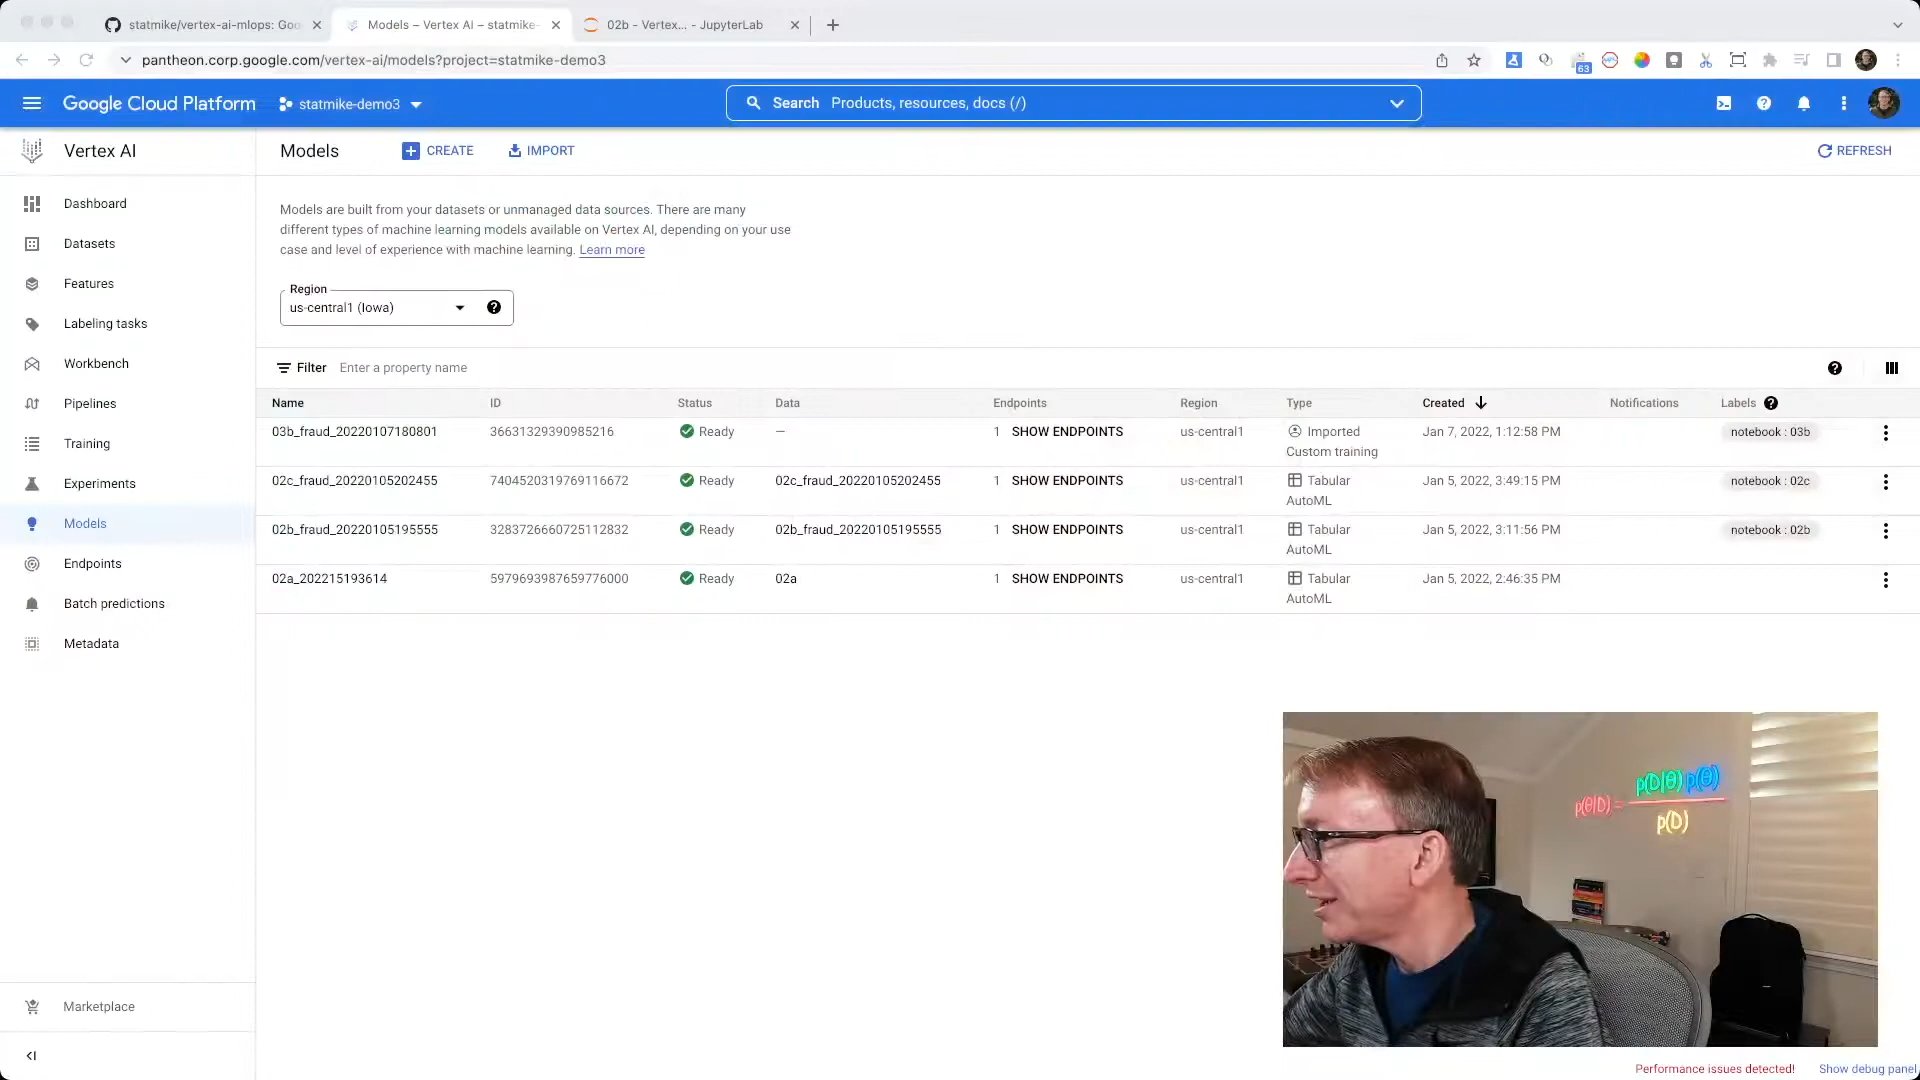 statmike/vertex-ai-mlops: Goo
Models – Vertex AI – statmike-
02b - Vertex... - JupyterLab
pantheon.corp.google.com/vertex-ai/models?project=statmike-demo3
63
Google Cloud Platform
statmike-demo3
Search Products, resources, docs (/)
Vertex AI
Models
CREATE
IMPORT
REFRESH
Dashboard
Datasets
Features
Labeling tasks
Workbench
Pipelines
Training
Experiments
Models
Endpoints
Batch predictions
Metadata
Marketplace
Models are built from your datasets or unmanaged data sources. There are many
different types of machine learning models available on Vertex AI, depending on your use
case and level of experience with machine learning. Learn more
Region
us-central1 (Iowa)
Filter Enter a property name
Name ID Status Data Endpoints Region Type Created Notifications Labels
03b_fraud_20220107180801 36631329390985216 Ready — 1 SHOW ENDPOINTS us-central1 Imported Jan 7, 2022, 1:12:58 PM notebook : 03b
Custom training
02c_fraud_20220105202455 7404520319769116672 Ready 02c_fraud_20220105202455 1 SHOW ENDPOINTS us-central1 Tabular Jan 5, 2022, 3:49:15 PM notebook : 02c
AutoML
02b_fraud_20220105195555 3283726660725112832 Ready 02b_fraud_20220105195555 1 SHOW ENDPOINTS us-central1 Tabular Jan 5, 2022, 3:11:56 PM notebook : 02b
AutoML
02a_202215193614 5979693987659776000 Ready 02a 1 SHOW ENDPOINTS us-central1 Tabular Jan 5, 2022, 2:46:35 PM
AutoML
p(D|θ) p(θ)
p(θ|D) =
p(D)
Performance issues detected! Show debug panel